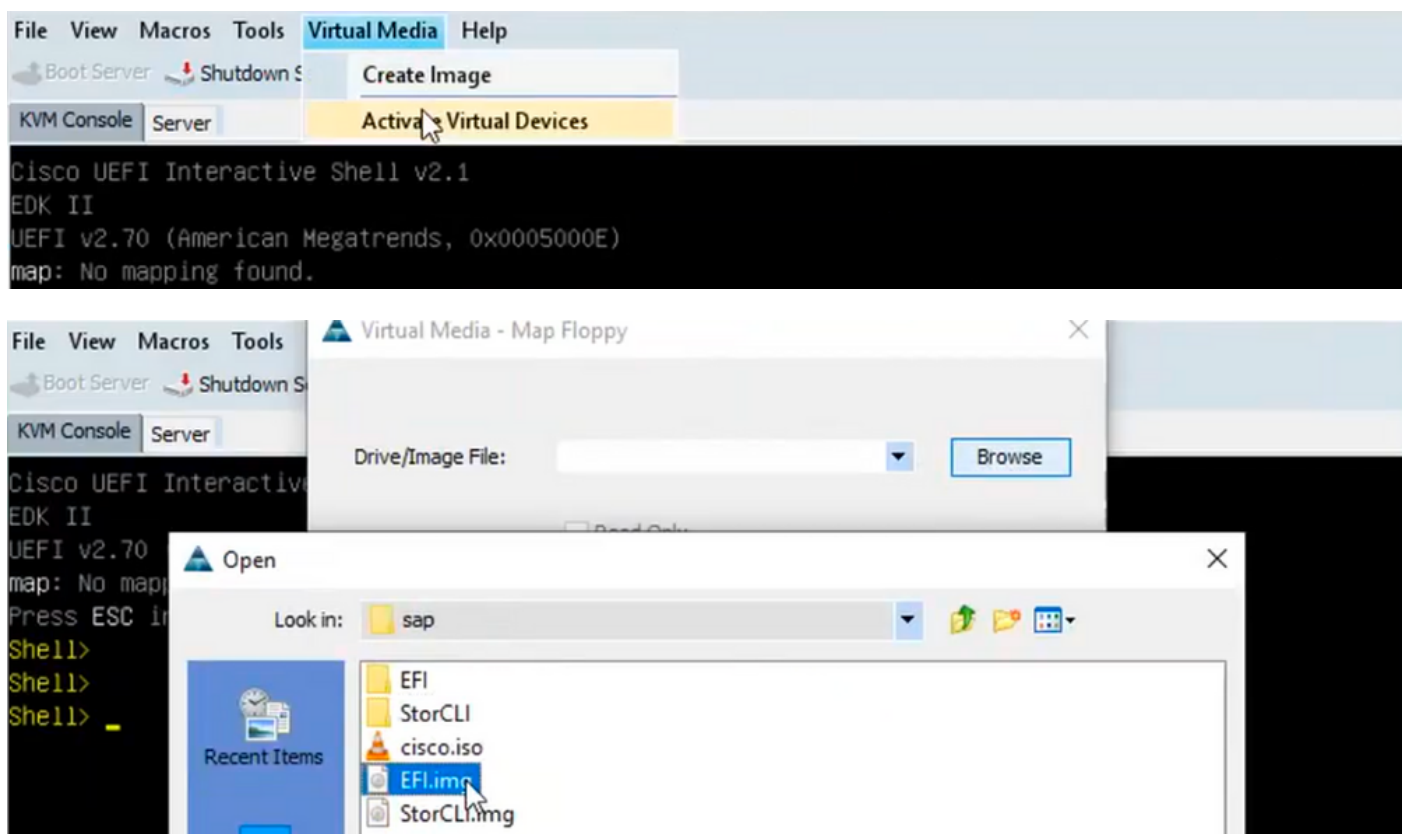 File View Macros Tools Virtual Media Help
Boot Server Shutdown S
Create Image
KVM Console Server
Activate Virtual Devices
Cisco UEFI Interactive Shell v2.1
EDK II
UEFI v2.70 (American Megatrends, 0x0005000E)
map: No mapping found.
Virtual Media - Map Floppy
File View Macros Tools
Boot Server Shutdown S
KVM Console Server
Drive/Image File:
Browse
Cisco UEFI Interactiv
EDK II
Read Only
UEFI v2.70
Open
map: No map
Press ESC i
Look in: sap
Shell>
Shell>
EFI
Shell>
StorCLI
Recent Items
cisco.iso
EFI.img
StorCLI.img